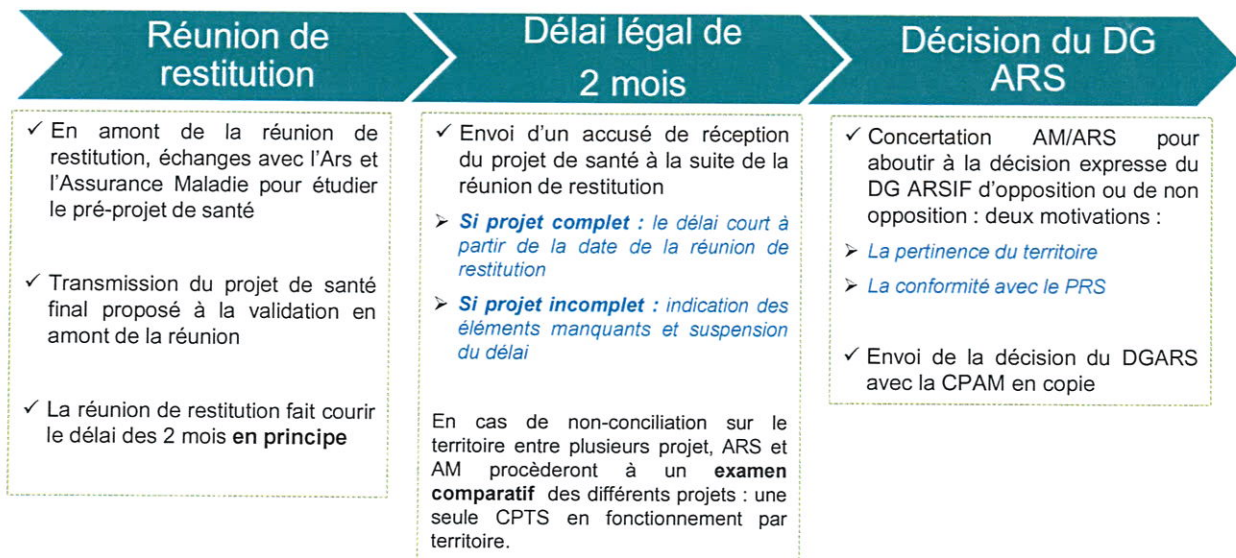 Réunion de
restitution
✓ En amont de la réunion de
restitution, échanges avec l'Ars et
l'Assurance Maladie pour étudier
le pré-projet de santé
✓ Transmission du projet de santé
final proposé à la validation en
amont de la réunion
✓ La réunion de restitution fait courir
le délai des 2 mois en principe
Délai légal de
2 mois
✓ Envoi d'un accusé de réception
du projet de santé à la suite de la
réunion de restitution
➢ Si projet complet : le délai court à
partir de la date de la réunion de
restitution
➢ Si projet incomplet : indication des
éléments manquants et suspension
du délai
En cas de non-conciliation sur le
territoire entre plusieurs projet, ARS et
AM procèderont à un examen
comparatif des différents projets : une
seule CPTS en fonctionnement par
territoire.
Décision du DG
ARS
✓ Concertation AM/ARS pour
aboutir à la décision expresse du
DG ARSIF d'opposition ou de non
opposition : deux motivations :
➢ La pertinence du territoire
➢ La conformité avec le PRS
✓ Envoi de la décision du DGARS
avec la CPAM en copie